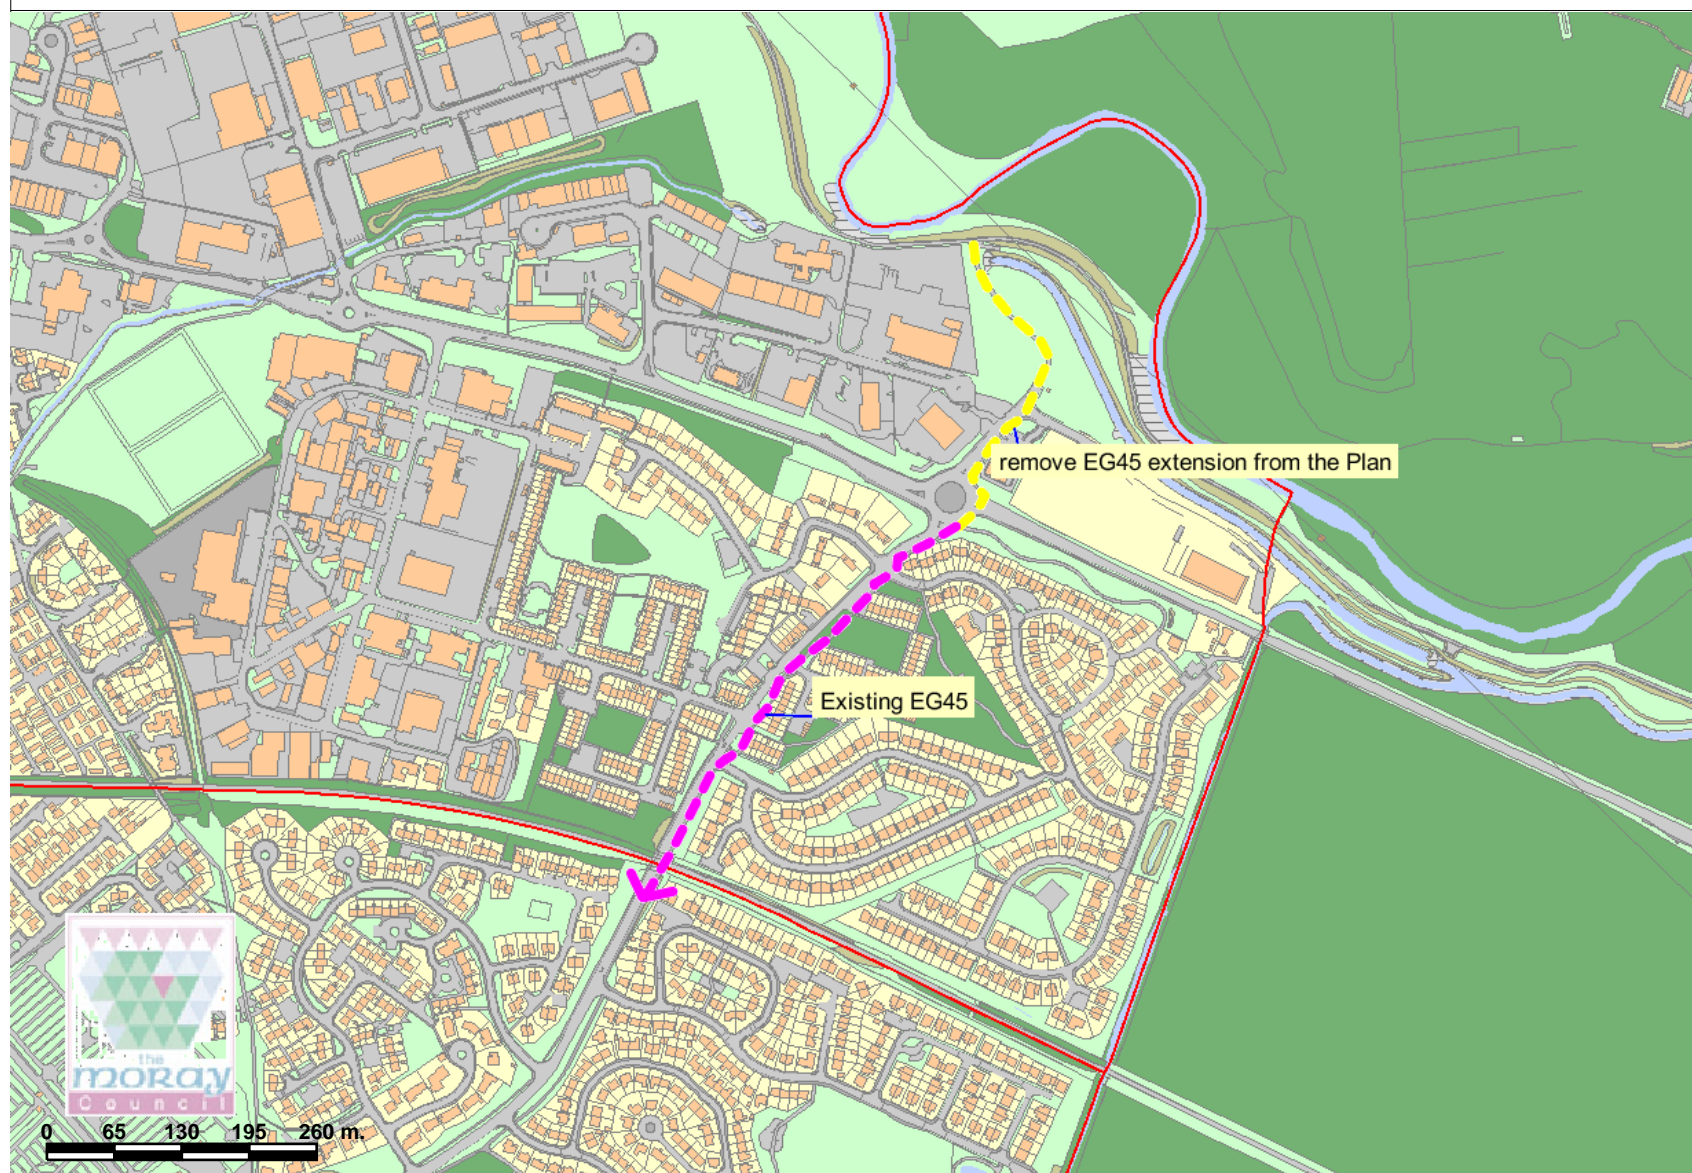 remove EG45 extension from the Plan
Existing EG45
the
moray
Council
0 65 130 195 260 m.